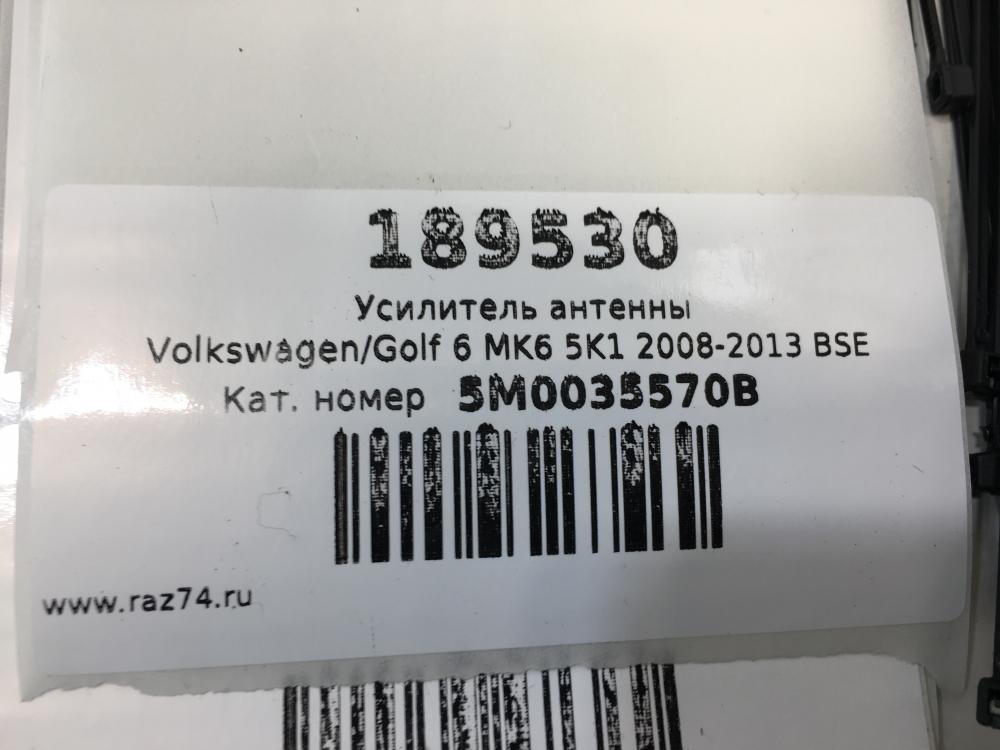 189530
Усилитель антенны
Volkswagen/Golf 6 MK6 5K1 2008-2013 BSE
Кат. номер 5M0035570B
www.raz74.ru